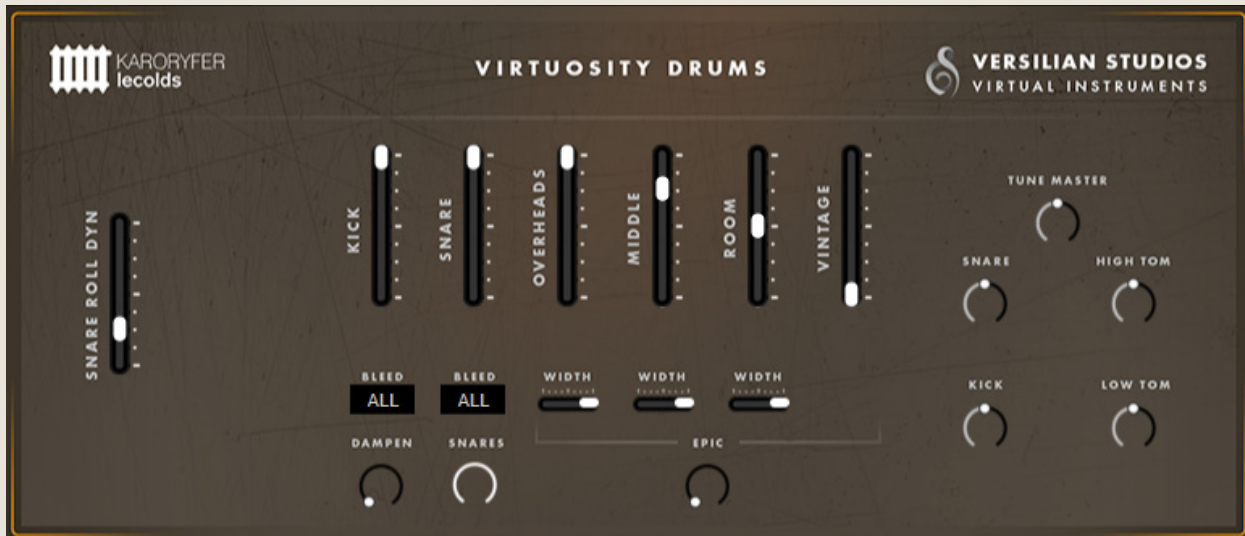 KARORYFER
lecolds
VIRTUOSITY DRUMS
VERSILIAN STUDIOS
VIRTUAL INSTRUMENTS
SNARE ROLL DYN
KICK
SNARE
OVERHEADS
MIDDLE
ROOM
VINTAGE
TUNE MASTER
SNARE
HIGH TOM
KICK
LOW TOM
BLEED
BLEED
WIDTH
WIDTH
WIDTH
ALL
ALL
DAMPEN
SNARES
EPIC